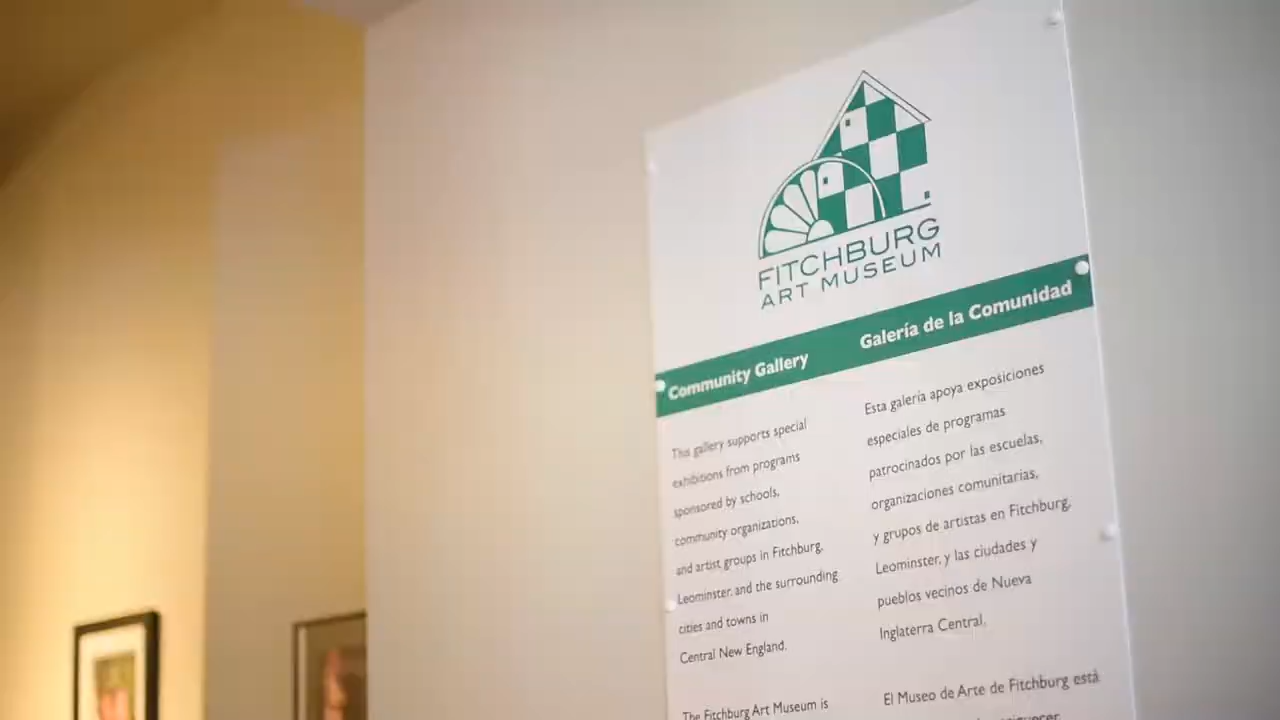 FITCHBURG
ART MUSEUM
Community Gallery
This gallery supports special
exhibitions from programs
sponsored by schools,
community organizations,
and artist groups in Fitchburg,
Leominster, and the surrounding
cities and towns in
Central New England.
The Fitchburg Art Museum is
Galería de la Comunidad
Esta galería apoya exposiciones
especiales de programas
patrocinados por las escuelas,
organizaciones comunitarias,
y grupos de artistas en Fitchburg,
Leominster, y las ciudades y
pueblos vecinos de Nueva
Inglaterra Central.
El Museo de Arte de Fitchburg está